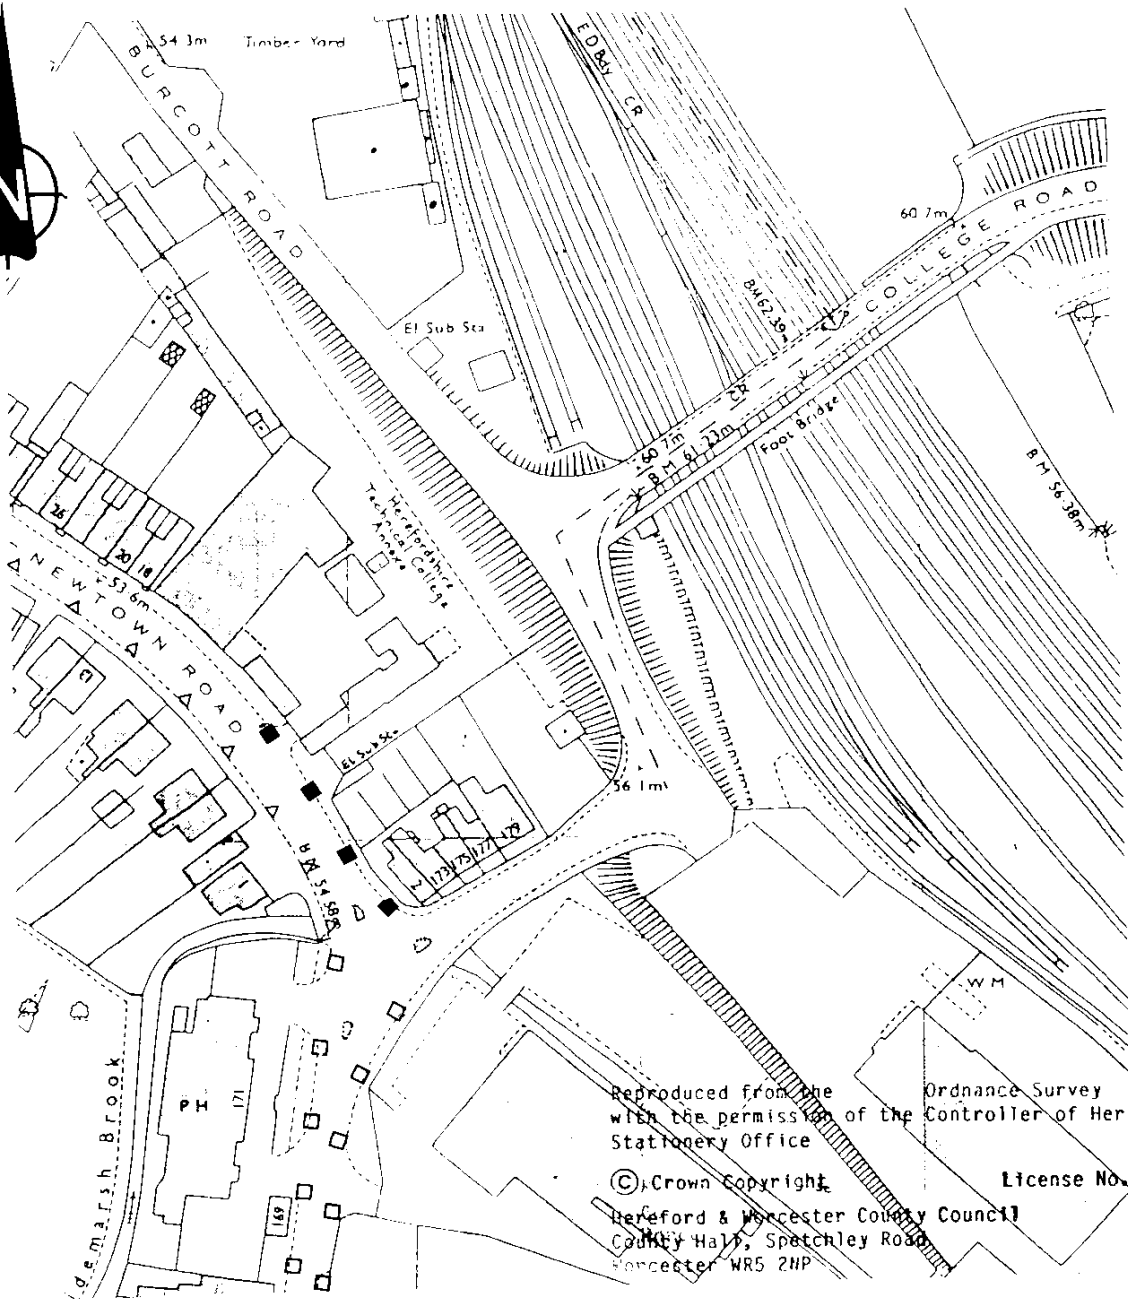 N
54.3m
Timber Yard
BURCOTT ROAD
ED Bdy
CR
60.7m
COLLEGE ROAD
BM 62.39m
El Sub Sta
CR
60.7m
BM 61.23m
Foot Bridge
BM 56.38m
Herefordshire
Technical College
Annexe
26
20
18
53.6m
NEWTOWN ROAD
El Sub Sta
56.1m
2
173
175
177
179
BM 54.58m
1
WM
PH
171
169
demarsh Brook
Reproduced from the Ordnance Survey
with the permission of the Controller of Her
Stationery Office
© Crown Copyright
License No.
Hereford & Worcester County Council
County Hall, Spetchley Road
Worcester WR5 2NP